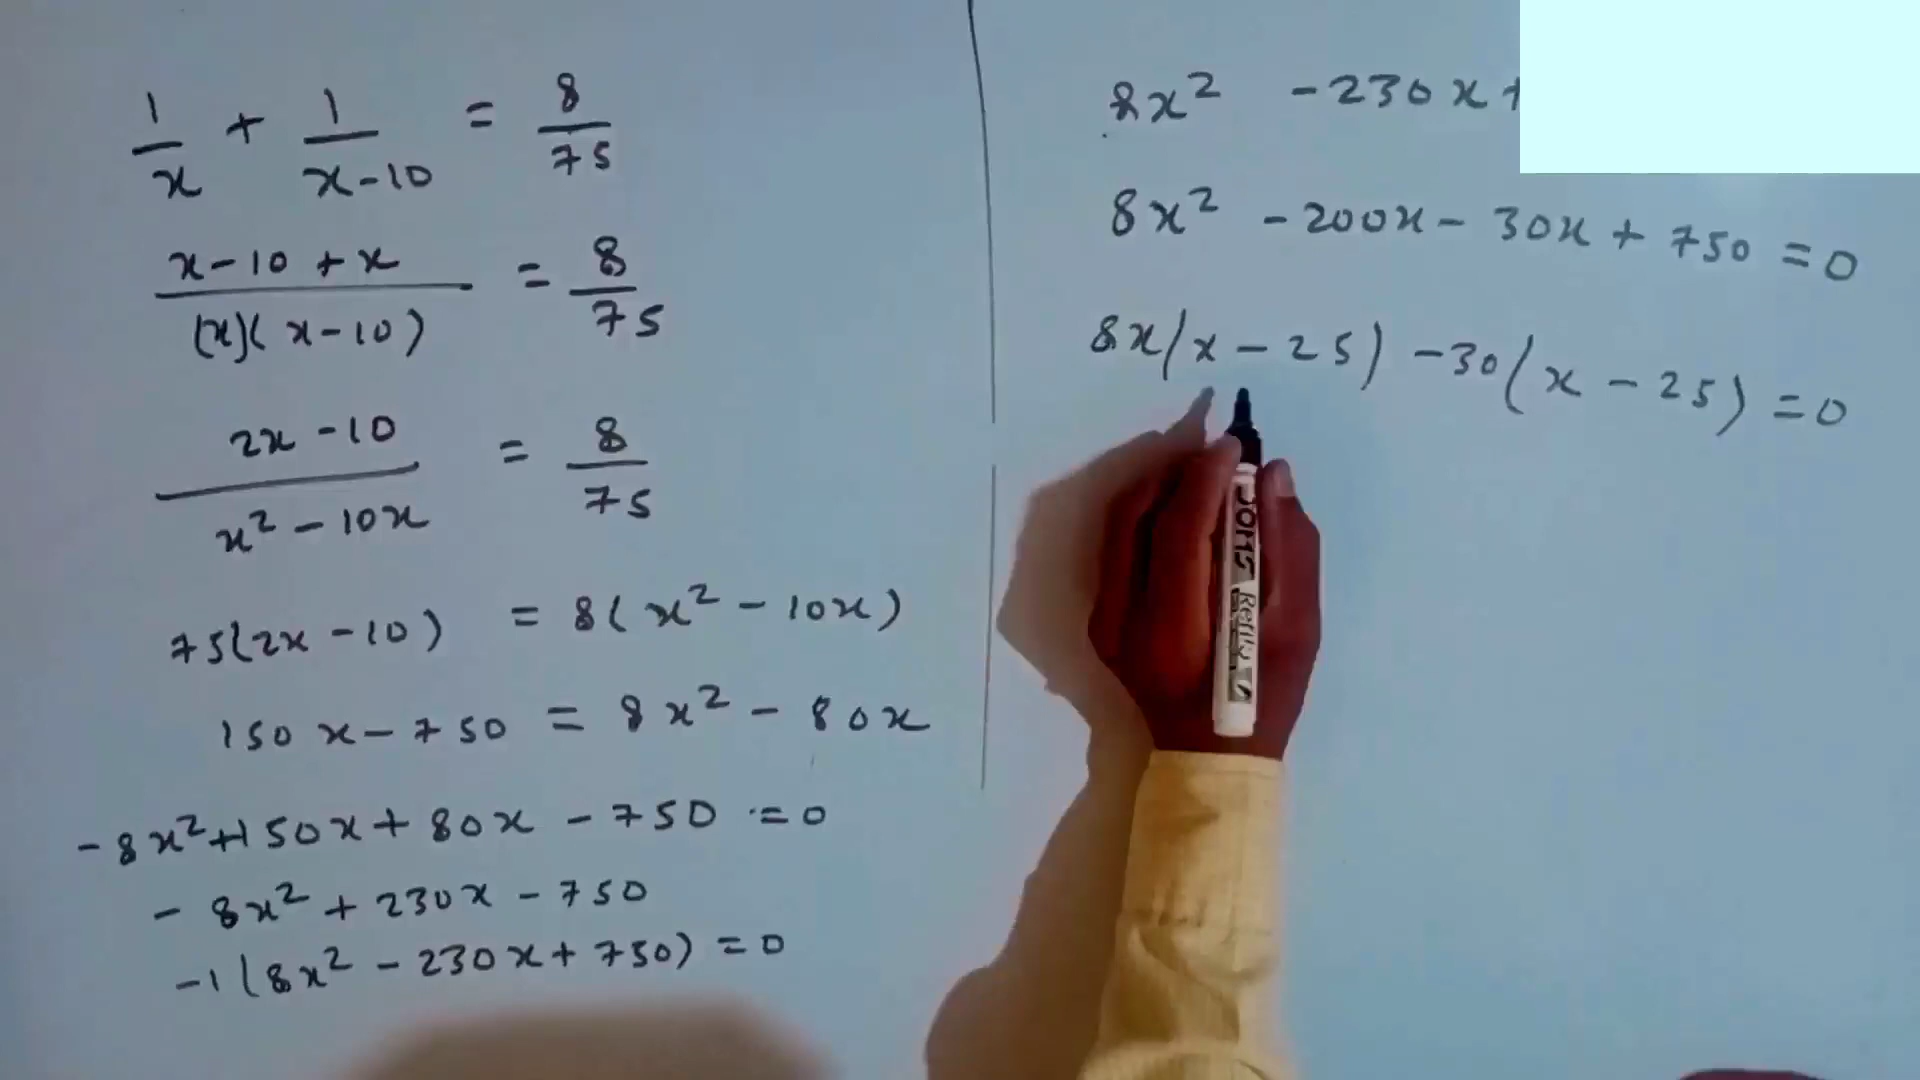 1/x + 1/(x-10) = 8/75
(x-10+x)/((x)(x-10)) = 8/75
(2x-10)/(x²-10x) = 8/75
75(2x-10) = 8(x²-10x)
150x-750 = 8x²-80x
-8x²+150x+80x-750=0
-8x²+230x-750
-1(8x²-230x+750)=0
8x² -230x+
8x² -200x-30x+750=0
8x(x-25)-30(x-25)=0
DOMS
Refills